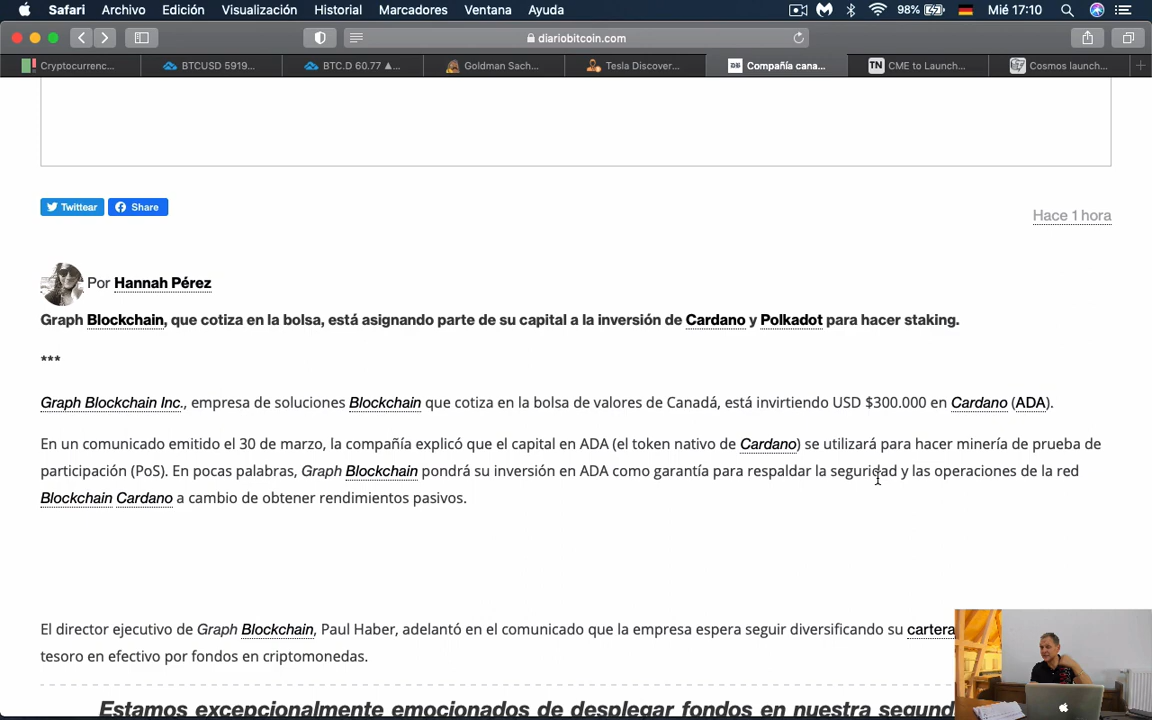 Safari Archivo Edición Visualización Historial Marcadores Ventana Ayuda 98% Mié 17:10
diariobitcoin.com
Cryptocurrenc... BTCUSD 5919... BTC.D 60.77 ▲... Goldman Sach... Tesla Discover... Compañía cana... TN CME to Launch... Cosmos launch...
Twittear Share
Hace 1 hora
Por Hannah Pérez
Graph Blockchain, que cotiza en la bolsa, está asignando parte de su capital a la inversión de Cardano y Polkadot para hacer staking.
***
Graph Blockchain Inc., empresa de soluciones Blockchain que cotiza en la bolsa de valores de Canadá, está invirtiendo USD $300.000 en Cardano (ADA).
En un comunicado emitido el 30 de marzo, la compañía explicó que el capital en ADA (el token nativo de Cardano) se utilizará para hacer minería de prueba de
participación (PoS). En pocas palabras, Graph Blockchain pondrá su inversión en ADA como garantía para respaldar la seguridad y las operaciones de la red
Blockchain Cardano a cambio de obtener rendimientos pasivos.
El director ejecutivo de Graph Blockchain, Paul Haber, adelantó en el comunicado que la empresa espera seguir diversificando su cartera
tesoro en efectivo por fondos en criptomonedas.
Estamos excepcionalmente emocionados de desplegar fondos en nuestra segund